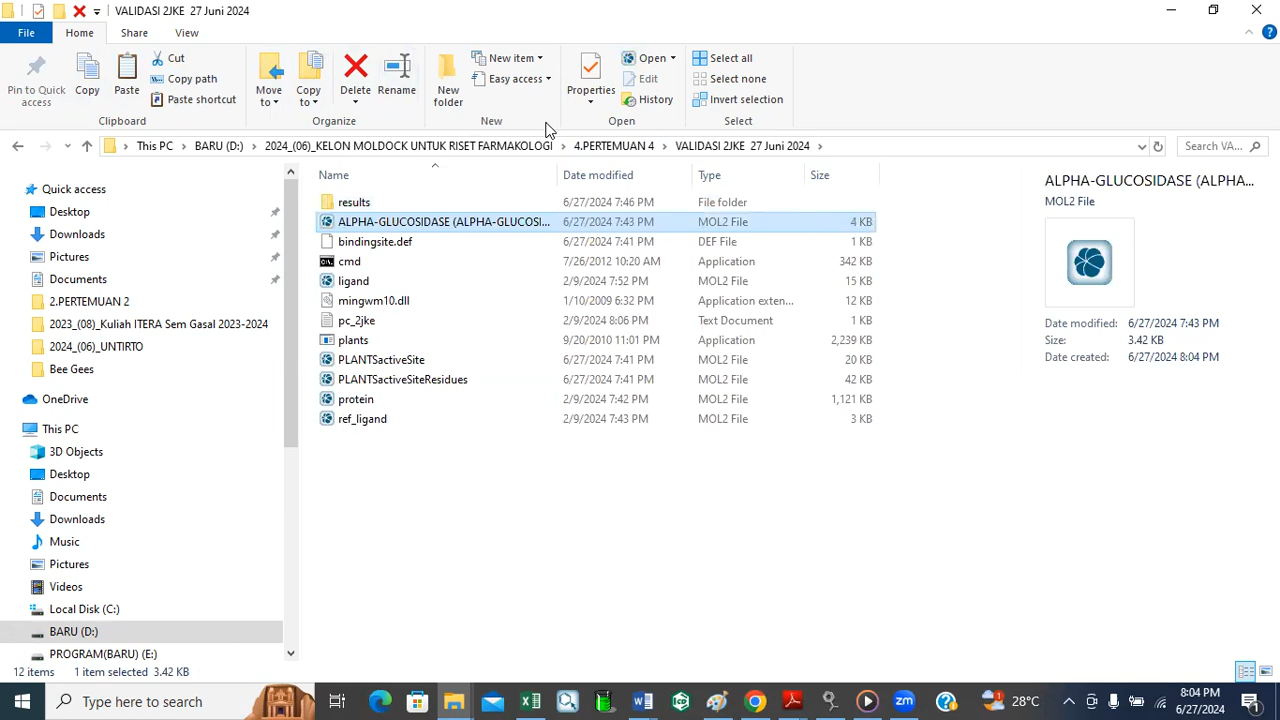 VALIDASI 2JKE  27 Juni 2024
File
Home
Share
View
Pin to Quick access
Copy
Paste
Cut
Copy path
Paste shortcut
Clipboard
Move to
Copy to
Delete
Rename
Organize
New folder
New item
Easy access
New
Properties
Open
Edit
History
Open
Select all
Select none
Invert selection
Select
This PC
BARU (D:)
2024_(06)_KELON MOLDOCK UNTUK RISET FARMAKOLOGI
4.PERTEMUAN 4
VALIDASI 2JKE  27 Juni 2024
Search VA...
Quick access
Desktop
Downloads
Pictures
Documents
2.PERTEMUAN 2
2023_(08)_Kuliah ITERA Sem Gasal 2023-2024
2024_(06)_UNTIRTO
Bee Gees
OneDrive
This PC
3D Objects
Desktop
Documents
Downloads
Music
Pictures
Videos
Local Disk (C:)
BARU (D:)
PROGRAM(BARU) (E:)
Name Date modified Type Size
results 6/27/2024 7:46 PM File folder
ALPHA-GLUCOSIDASE (ALPHA-GLUCOSI... 6/27/2024 7:43 PM MOL2 File 4 KB
bindingsite.def 6/27/2024 7:41 PM DEF File 1 KB
cmd 7/26/2012 10:20 AM Application 342 KB
ligand 2/9/2024 7:52 PM MOL2 File 15 KB
mingwm10.dll 1/10/2009 6:32 PM Application exten... 12 KB
pc_2jke 2/9/2024 8:06 PM Text Document 1 KB
plants 9/20/2010 11:01 PM Application 2,239 KB
PLANTSactiveSite 6/27/2024 7:41 PM MOL2 File 20 KB
PLANTSactiveSiteResidues 6/27/2024 7:41 PM MOL2 File 42 KB
protein 2/9/2024 7:42 PM MOL2 File 1,121 KB
ref_ligand 2/9/2024 7:43 PM MOL2 File 3 KB
ALPHA-GLUCOSIDASE (ALPHA...
MOL2 File
Date modified: 6/27/2024 7:43 PM
Size: 3.42 KB
Date created: 6/27/2024 8:04 PM
12 items 1 item selected 3.42 KB
Type here to search
28°C
8:04 PM
6/27/2024
1